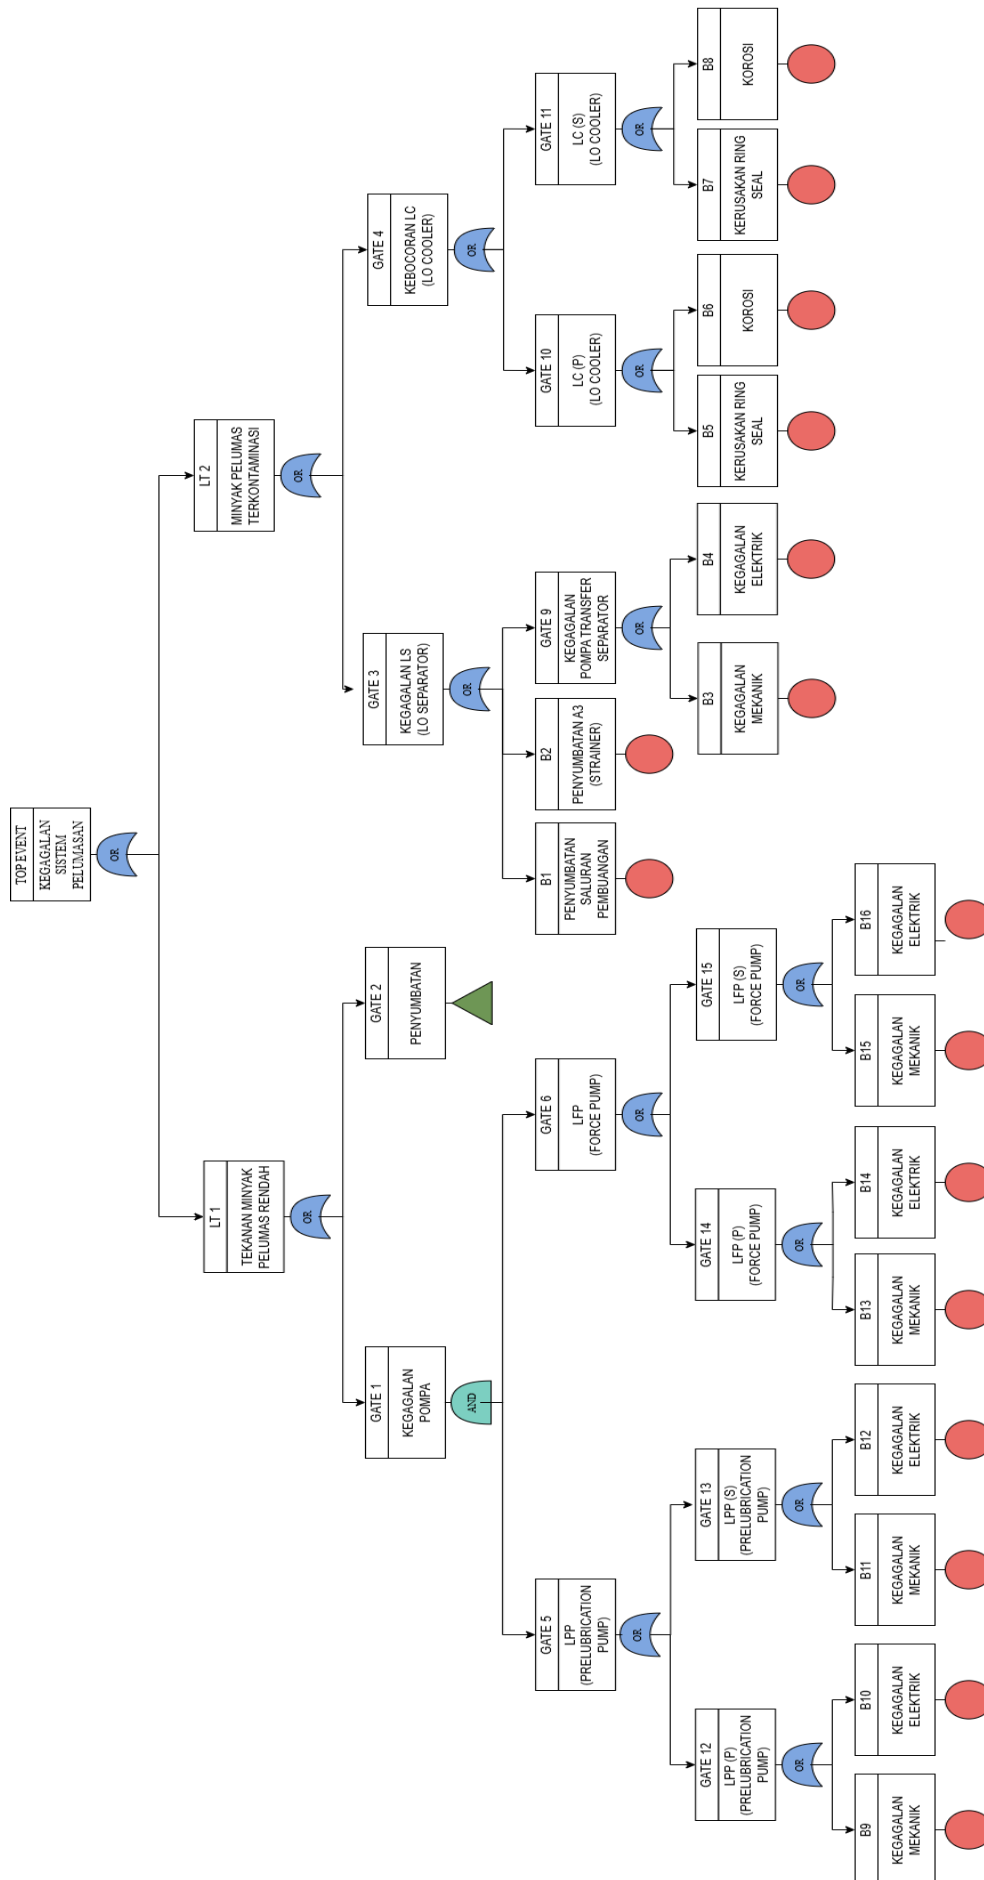 TOP EVENT
KEGAGALAN
SISTEM
PELUMASAN
OR
LT 1
TEKANAN MINYAK
PELUMAS RENDAH
OR
LT 2
MINYAK PELUMAS
TERKONTAMINASI
OR
GATE 1
KEGAGALAN
POMPA
AND
GATE 2
PENYUMBATAN
GATE 3
KEGAGALAN LS
(LO SEPARATOR)
OR
GATE 4
KEBOCORAN LC
(LO COOLER)
OR
GATE 5
LPP
(PRELUBRICATION
PUMP)
OR
GATE 6
LFP
(FORCE PUMP)
OR
B1
PENYUMBATAN
SALURAN
PEMBUANGAN
B2
PENYUMBATAN A3
(STRAINER)
GATE 9
KEGAGALAN
POMPA TRANSFER
SEPARATOR
OR
GATE 10
LC (P)
(LO COOLER)
OR
GATE 11
LC (S)
(LO COOLER)
OR
GATE 12
LPP (P)
(PRELUBRICATION
PUMP)
OR
GATE 13
LPP (S)
(PRELUBRICATION
PUMP)
OR
GATE 14
LFP (P)
(FORCE PUMP)
OR
GATE 15
LFP (S)
(FORCE PUMP)
OR
B3
KEGAGALAN
MEKANIK
B4
KEGAGALAN
ELEKTRIK
B5
KERUSAKAN RING
SEAL
B6
KOROSI
B7
KERUSAKAN RING
SEAL
B8
KOROSI
B9
KEGAGALAN
MEKANIK
B10
KEGAGALAN
ELEKTRIK
B11
KEGAGALAN
MEKANIK
B12
KEGAGALAN
ELEKTRIK
B13
KEGAGALAN
MEKANIK
B14
KEGAGALAN
ELEKTRIK
B15
KEGAGALAN
MEKANIK
B16
KEGAGALAN
ELEKTRIK